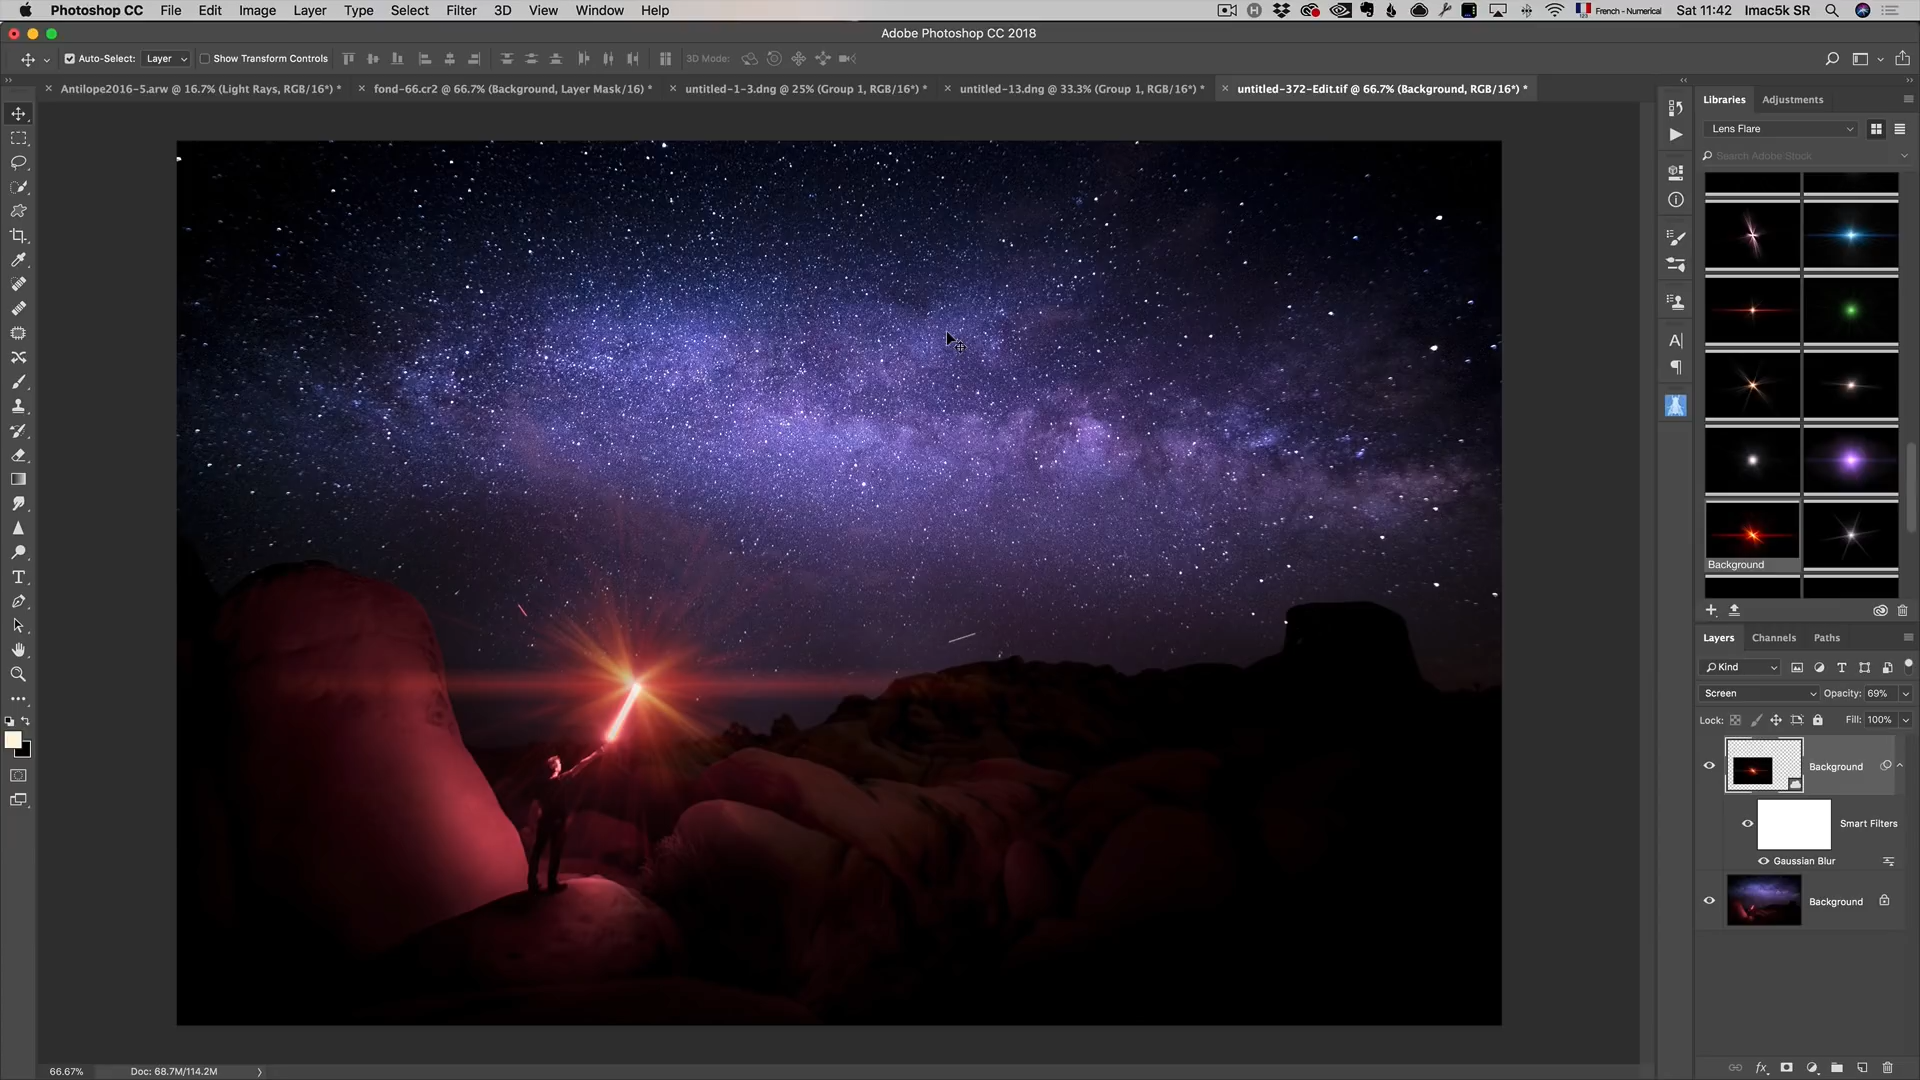 Photoshop CC File Edit Image Layer Type Select Filter 3D View Window Help French - Numerical Sat 11:42 Imac5k SR
Adobe Photoshop CC 2018
Auto-Select: Layer Show Transform Controls 3D Mode:
Antilope2016-5.arw @ 16.7% (Light Rays, RGB/16*) * fond-66.cr2 @ 66.7% (Background, Layer Mask/16) * untitled-1-3.dng @ 25% (Group 1, RGB/16*) * untitled-13.dng @ 33.3% (Group 1, RGB/16*) * untitled-372-Edit.tif @ 66.7% (Background, RGB/16*) *
Libraries Adjustments
Lens Flare
Search Adobe Stock
Background
Layers Channels Paths
Kind
Screen Opacity: 69%
Lock: Fill: 100%
Background
Smart Filters
Gaussian Blur
Background
66.67% Doc: 68.7M/114.2M